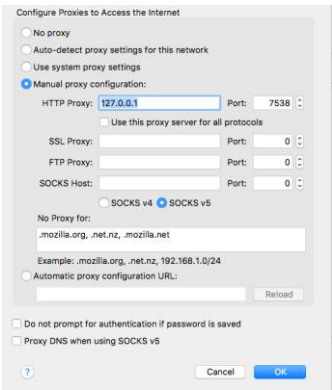 Configure Proxies to Access the Internet
No proxy
Auto-detect proxy settings for this network
Use system proxy settings
Manual proxy configuration:
HTTP Proxy: 127.0.0.1 Port: 7538
Use this proxy server for all protocols
SSL Proxy: Port: 0
FTP Proxy: Port: 0
SOCKS Host: Port: 0
SOCKS v4 SOCKS v5
No Proxy for:
.mozilla.org, .net.nz, .mozilla.net
Example: .mozilla.org, .net.nz, 192.168.1.0/24
Automatic proxy configuration URL:
Reload
Do not prompt for authentication if password is saved
Proxy DNS when using SOCKS v5
? Cancel OK